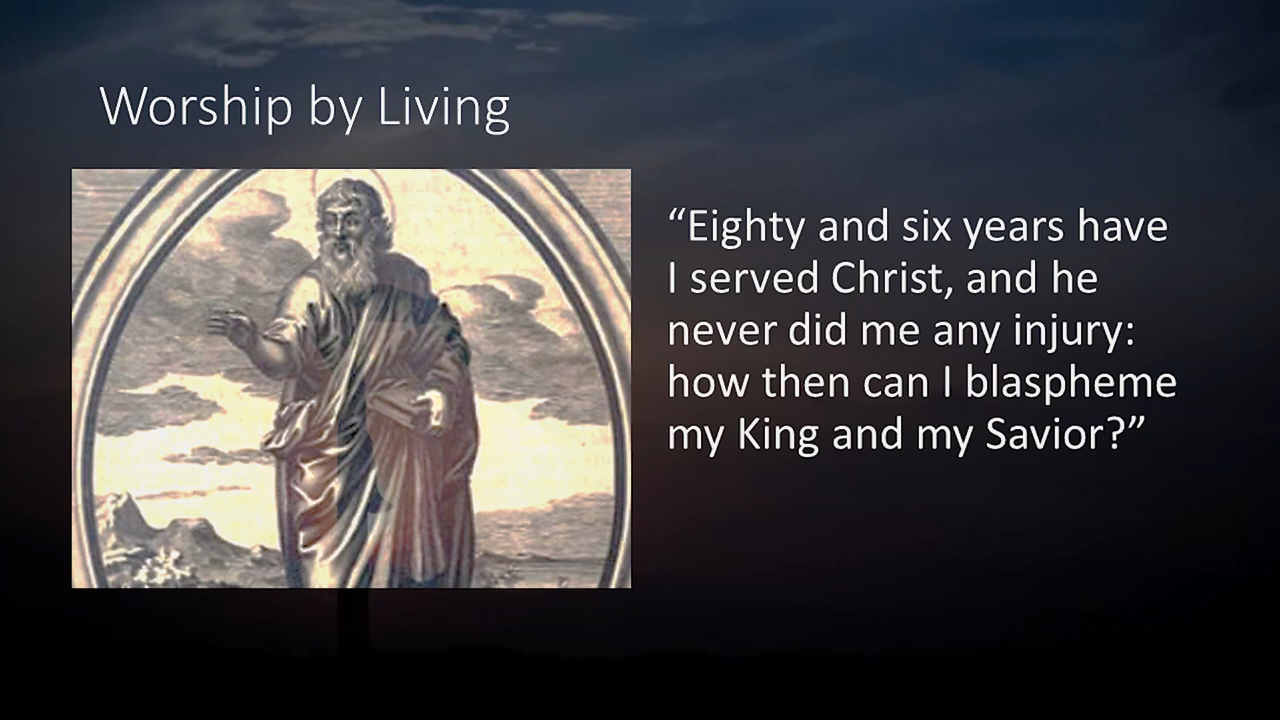 Worship by Living
“Eighty and six years have
I served Christ, and he
never did me any injury:
how then can I blaspheme
my King and my Savior?”